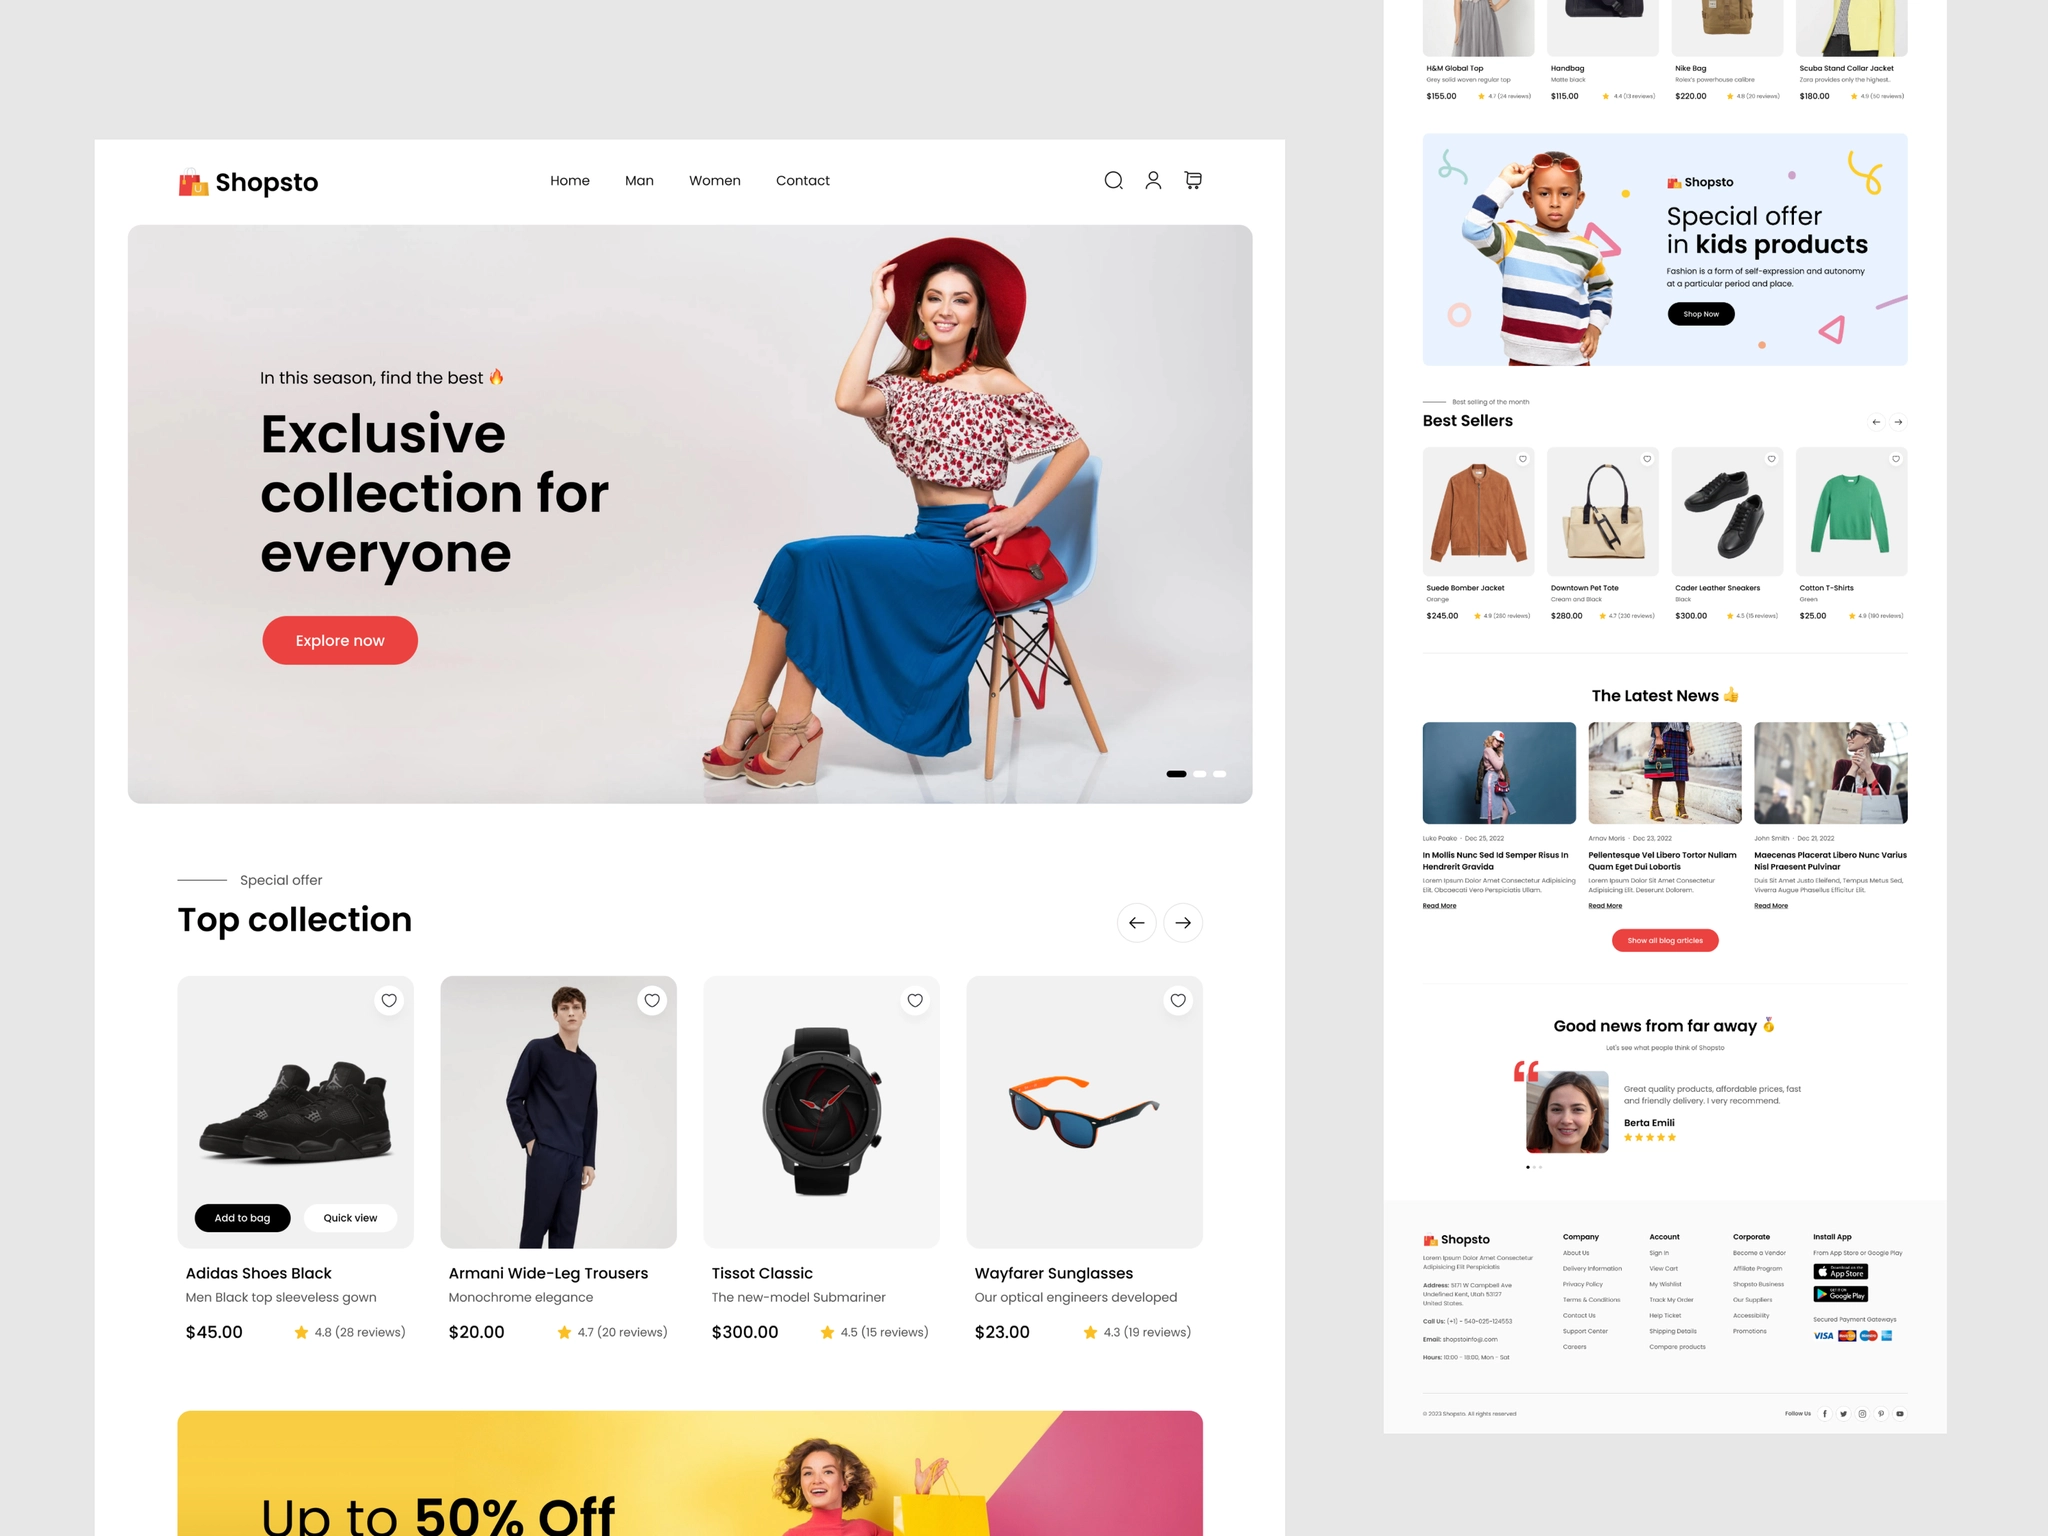 Shopsto
Home
Man
Women
Contact
In this season, find the best 🔥
Exclusive
collection for
everyone
Explore now
Special offer
Top collection
Add to bag
Quick view
Adidas Shoes Black
Men Black top sleeveless gown
$45.00
4.8 (28 reviews)
Armani Wide-Leg Trousers
Monochrome elegance
$20.00
4.7 (20 reviews)
Tissot Classic
The new-model Submariner
$300.00
4.5 (15 reviews)
Wayfarer Sunglasses
Our optical engineers developed
$23.00
4.3 (19 reviews)
Up to 50% Off
H&M Global Top
Grey solid woven regular top
$155.00
4.7 (24 reviews)
Handbag
Matte black
$115.00
4.4 (13 reviews)
Nike Bag
Rolex's powerhouse calibre
$220.00
4.8 (20 reviews)
Scuba Stand Collar Jacket
Zara provides only the highest..
$180.00
4.9 (50 reviews)
Shopsto
Special offer
in kids products
Fashion is a form of self-expression and autonomy
at a particular period and place.
Shop Now
Best selling of the month
Best Sellers
Suede Bomber Jacket
Orange
$245.00
4.9 (280 reviews)
Downtown Pet Tote
Cream and Black
$280.00
4.7 (230 reviews)
Cader Leather Sneakers
Black
$300.00
4.5 (15 reviews)
Cotton T-Shirts
Green
$25.00
4.9 (190 reviews)
The Latest News 👍
Luke Peake - Dec 25, 2022
In Mollis Nunc Sed Id Semper Risus In
Hendrerit Gravida
Lorem Ipsum Dolor Amet Consectetur Adipisicing
Elit. Obcaecati Vero Perspiciatis Ullam.
Read More
Arnav Moris - Dec 23, 2022
Pellentesque Vel Libero Tortor Nullam
Quam Eget Dui Lobortis
Lorem Ipsum Dolor Sit Amet Consectetur
Adipisicing Elit. Deserunt Dolorem.
Read More
John Smith - Dec 21, 2022
Maecenas Placerat Libero Nunc Varius
Nisl Praesent Pulvinar
Duis Sit Amet Justo Eleifend, Tempus Metus Sed,
Viverra Augue Phasellus Efficitur Elit.
Read More
Show all blog articles
Good news from far away 🏅
Let's see what people think of Shopsto
Great quality products, affordable prices, fast
and friendly delivery. I very recommend.
Berta Emili
Shopsto
Lorem Ipsum Dolor Amet Consectetur
Adipisicing Elit Perspiciatis
Address: 5171 W Campbell Ave
Undefined Kent, Utah 53127
United States.
Call Us: (+1) - 540-025-124553
Email: shopstoinfo@.com
Hours: 10:00 - 18:00, Mon - Sat
Company
About Us
Delivery Information
Privacy Policy
Terms & Conditions
Contact Us
Support Center
Careers
Account
Sign In
View Cart
My Wishlist
Track My Order
Help Ticket
Shipping Details
Compare products
Corporate
Become a Vendor
Affiliate Program
Shopsto Business
Our Suppliers
Accessibility
Promotions
Install App
From App Store or Google Play
Download on the
App Store
GET IT ON
Google Play
Secured Payment Gateways
VISA
© 2023 Shopsto. All rights reserved
Follow Us